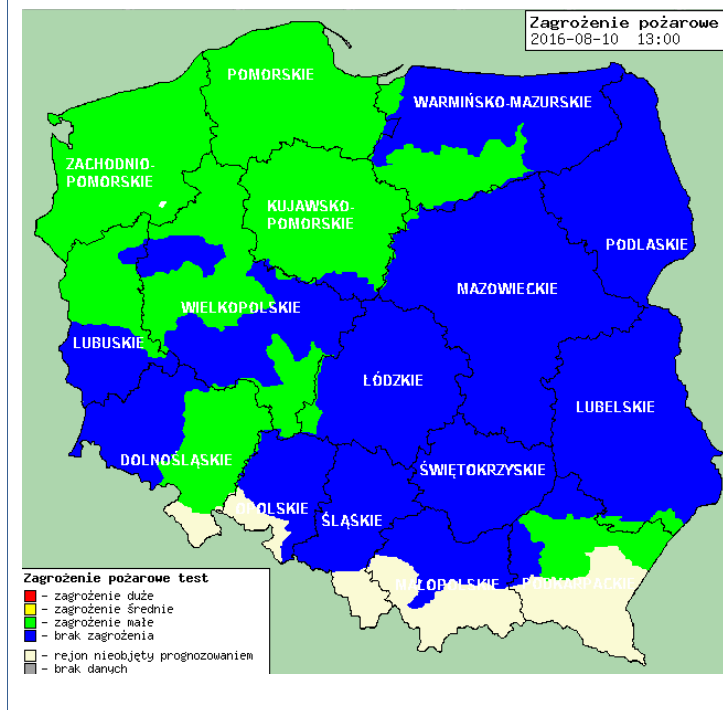 Zagrożenie pożarowe
2016-08-10 13:00
POMORSKIE
WARMIŃSKO-MAZURSKIE
ZACHODNIO-
POMORSKIE
KUJAWSKO-
POMORSKIE
PODLASKIE
MAZOWIECKIE
WIELKOPOLSKIE
LUBUSKIE
ŁÓDZKIE
LUBELSKIE
DOLNOŚLĄSKIE
ŚWIĘTOKRZYSKIE
OPOLSKIE
ŚLĄSKIE
MAŁOPOLSKIE
PODKARPACKIE
Zagrożenie pożarowe test
- zagrożenie duże
- zagrożenie średnie
- zagrożenie małe
- brak zagrożenia
- rejon nieobjęty prognozowaniem
- brak danych